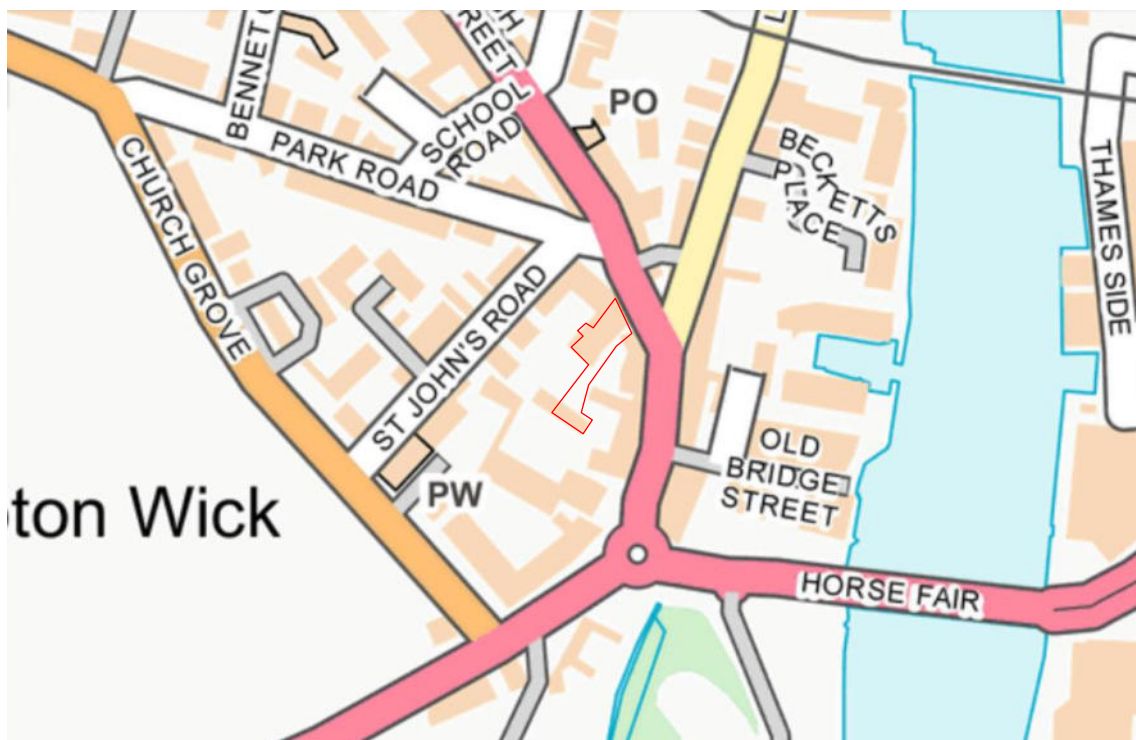 STREET
BENNET
PO
SCHOOL
ROAD
PARK ROAD
BECKETTS
PLACE
THAMES SIDE
CHURCH GROVE
ST JOHN'S ROAD
OLD
BRIDGE
STREET
PW
ton Wick
HORSE FAIR